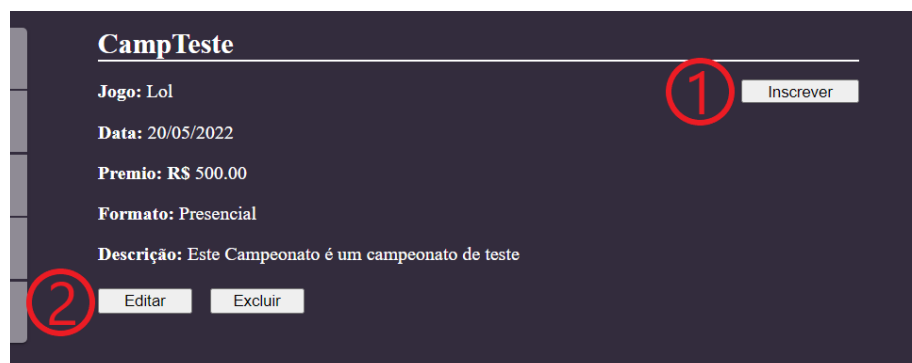 CampTeste
Jogo: Lol
1 Inscrever
Data: 20/05/2022
Premio: R$ 500.00
Formato: Presencial
Descrição: Este Campeonato é um campeonato de teste
2 Editar Excluir